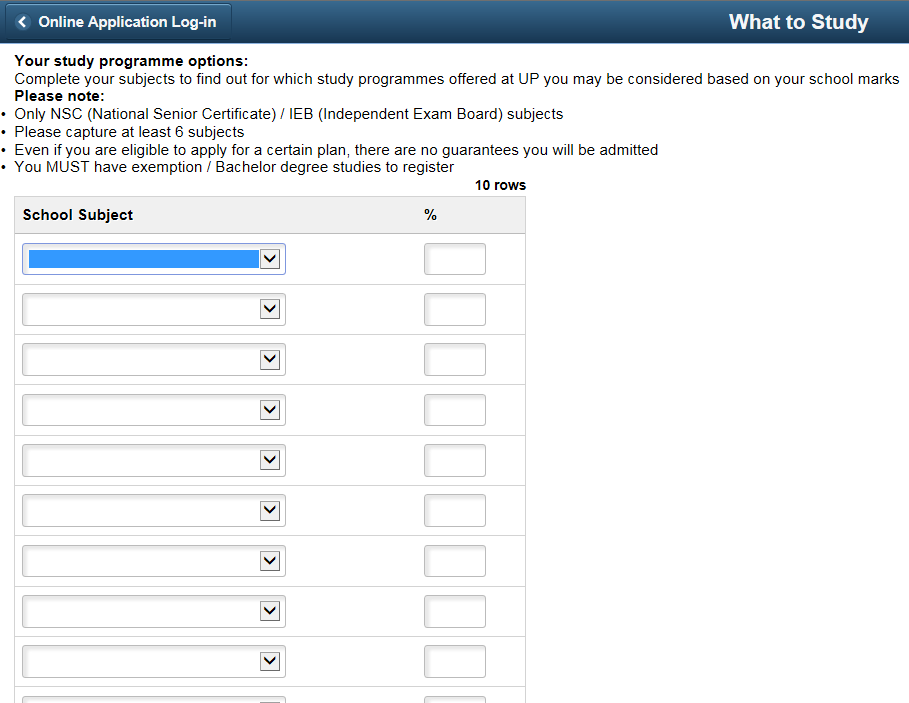 Online Application Log-in
What to Study
Your study programme options:
Complete your subjects to find out for which study programmes offered at UP you may be considered based on your school marks
Please note:
• Only NSC (National Senior Certificate) / IEB (Independent Exam Board) subjects
• Please capture at least 6 subjects
• Even if you are eligible to apply for a certain plan, there are no guarantees you will be admitted
• You MUST have exemption / Bachelor degree studies to register
10 rows
School Subject %